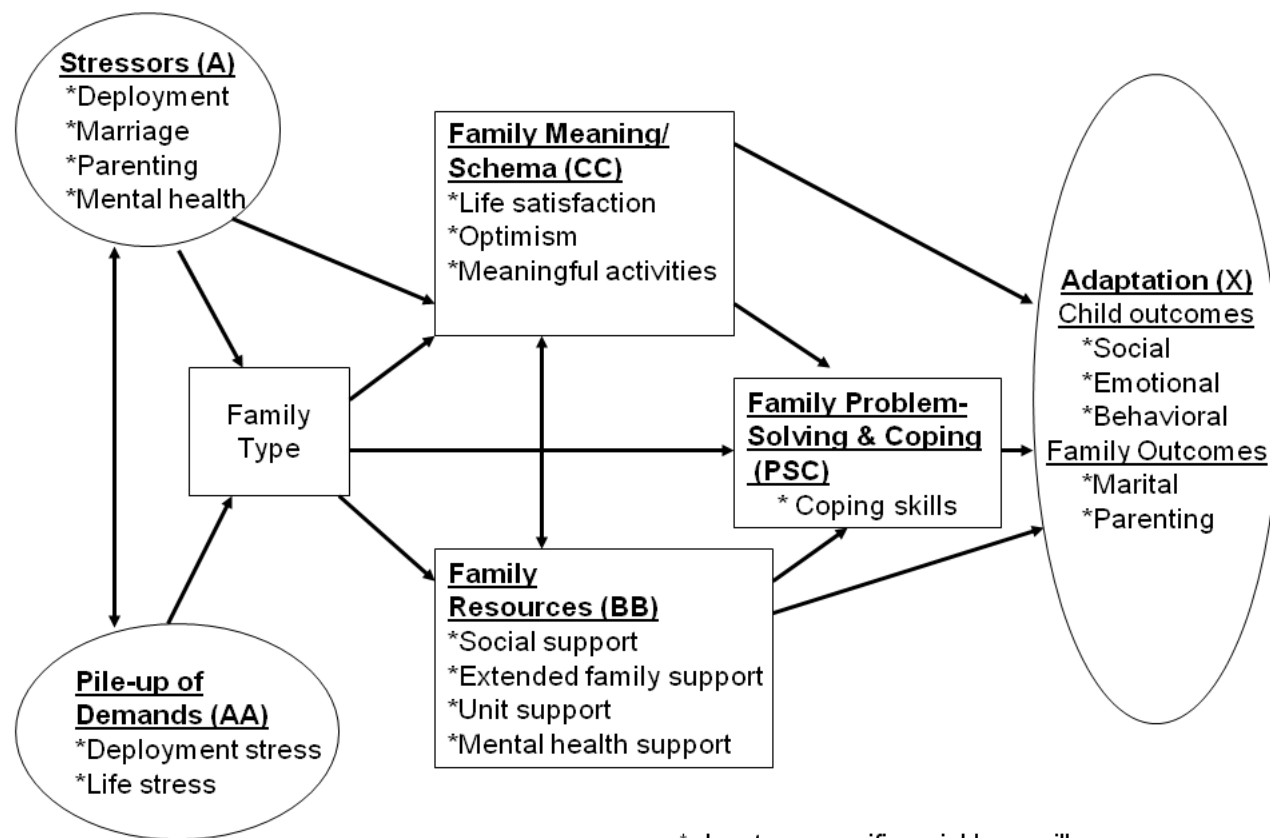 Stressors (A)
*Deployment
*Marriage
*Parenting
*Mental health
Family Meaning/
Schema (CC)
*Life satisfaction
*Optimism
*Meaningful activities
Family
Type
Family Problem-
Solving & Coping
(PSC)
* Coping skills
Adaptation (X)
Child outcomes
*Social
*Emotional
*Behavioral
Family Outcomes
*Marital
*Parenting
Family
Resources (BB)
*Social support
*Extended family support
*Unit support
*Mental health support
Pile-up of
Demands (AA)
*Deployment stress
*Life stress